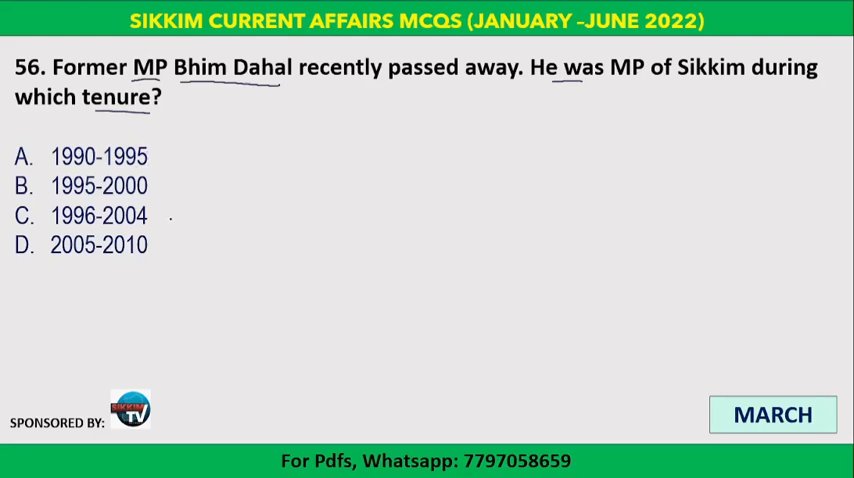 SIKKIM CURRENT AFFAIRS MCQS (JANUARY –JUNE 2022)
56. Former MP Bhim Dahal recently passed away. He was MP of Sikkim during
which tenure?
A. 1990-1995
B. 1995-2000
C. 1996-2004
D. 2005-2010
SPONSORED BY:
SIKKIM
TV
MARCH
For Pdfs, Whatsapp: 7797058659